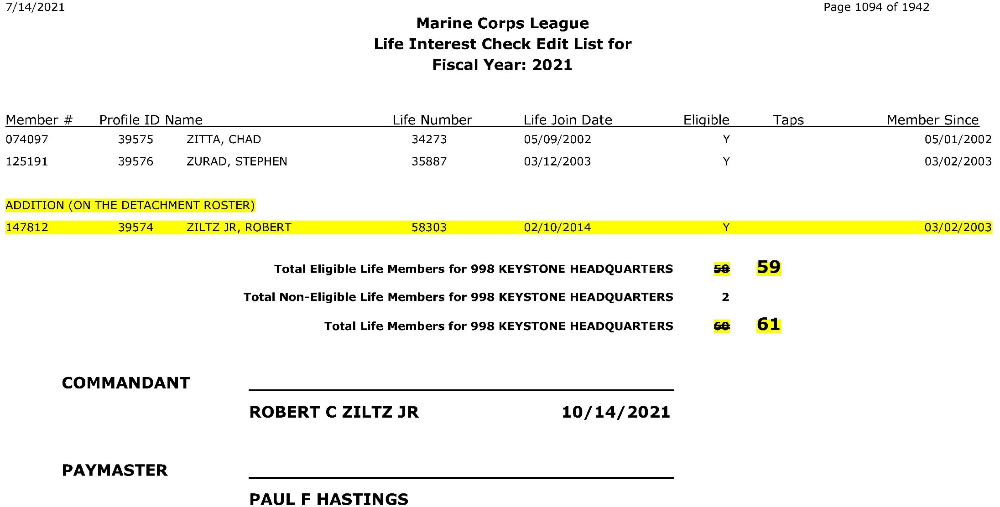 7/14/2021 Page 1094 of 1942
Marine Corps League
Life Interest Check Edit List for
Fiscal Year: 2021
Member # Profile ID Name Life Number Life Join Date Eligible Taps Member Since
074097 39575 ZITTA, CHAD 34273 05/09/2002 Y 05/01/2002
125191 39576 ZURAD, STEPHEN 35887 03/12/2003 Y 03/02/2003
ADDITION (ON THE DETACHMENT ROSTER)
147812 39574 ZILTZ JR, ROBERT 58303 02/10/2014 Y 03/02/2003
Total Eligible Life Members for 998 KEYSTONE HEADQUARTERS 58 59
Total Non-Eligible Life Members for 998 KEYSTONE HEADQUARTERS 2
Total Life Members for 998 KEYSTONE HEADQUARTERS 60 61
COMMANDANT
ROBERT C ZILTZ JR 10/14/2021
PAYMASTER
PAUL F HASTINGS